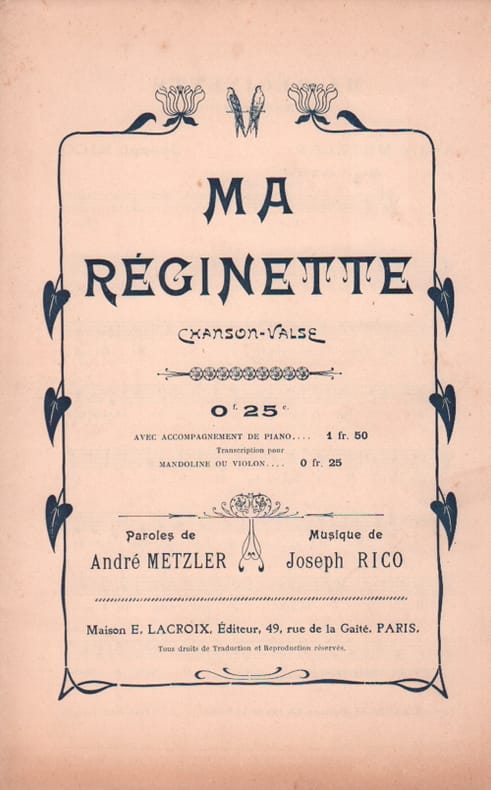 MA
RÉGINETTE
CHANSON-VALSE
0f. 25c.
AVEC ACCOMPAGNEMENT DE PIANO.... 1 fr. 50
Transcription pour
MANDOLINE OU VIOLON.... 0 fr. 25
Paroles de
André METZLER
Musique de
Joseph RICO
Maison E. LACROIX, Éditeur, 49, rue de la Gaîté. PARIS.
Tous droits de Traduction et Reproduction réservés.